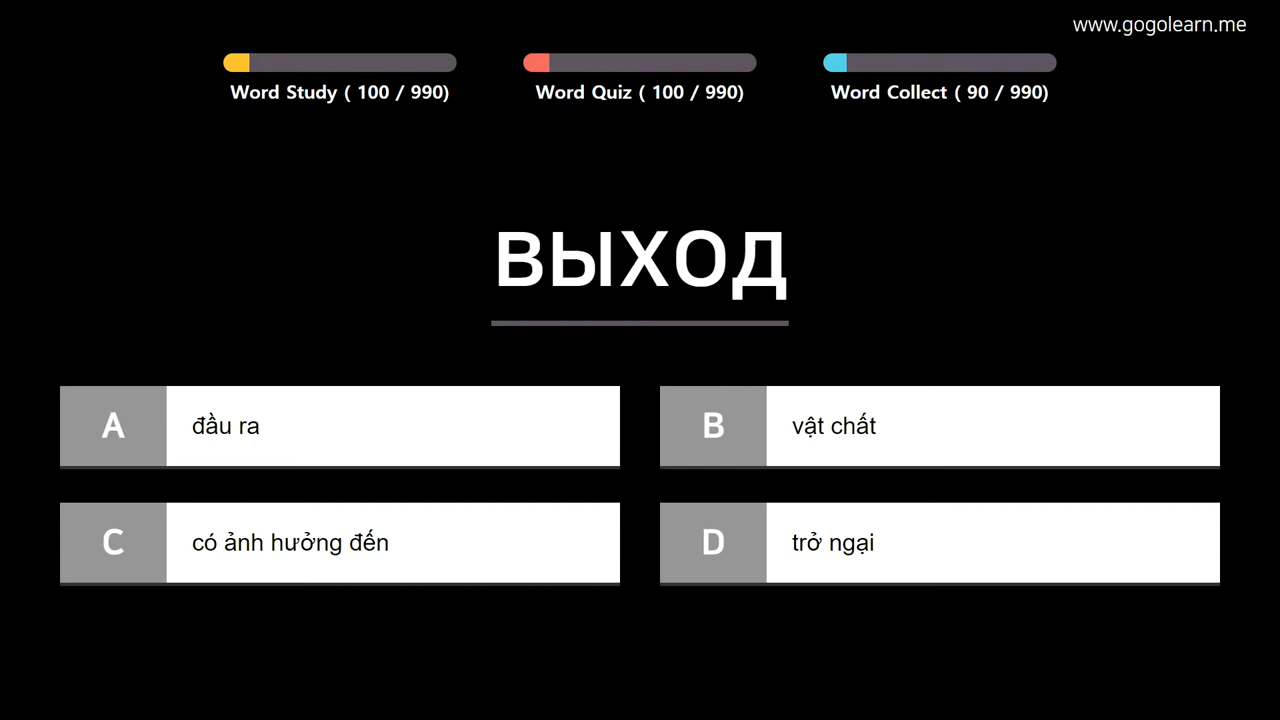 www.gogolearn.me
Word Study ( 100 / 990)
Word Quiz ( 100 / 990)
Word Collect ( 90 / 990)
выход
A
đầu ra
B
vật chất
C
có ảnh hưởng đến
D
trở ngại